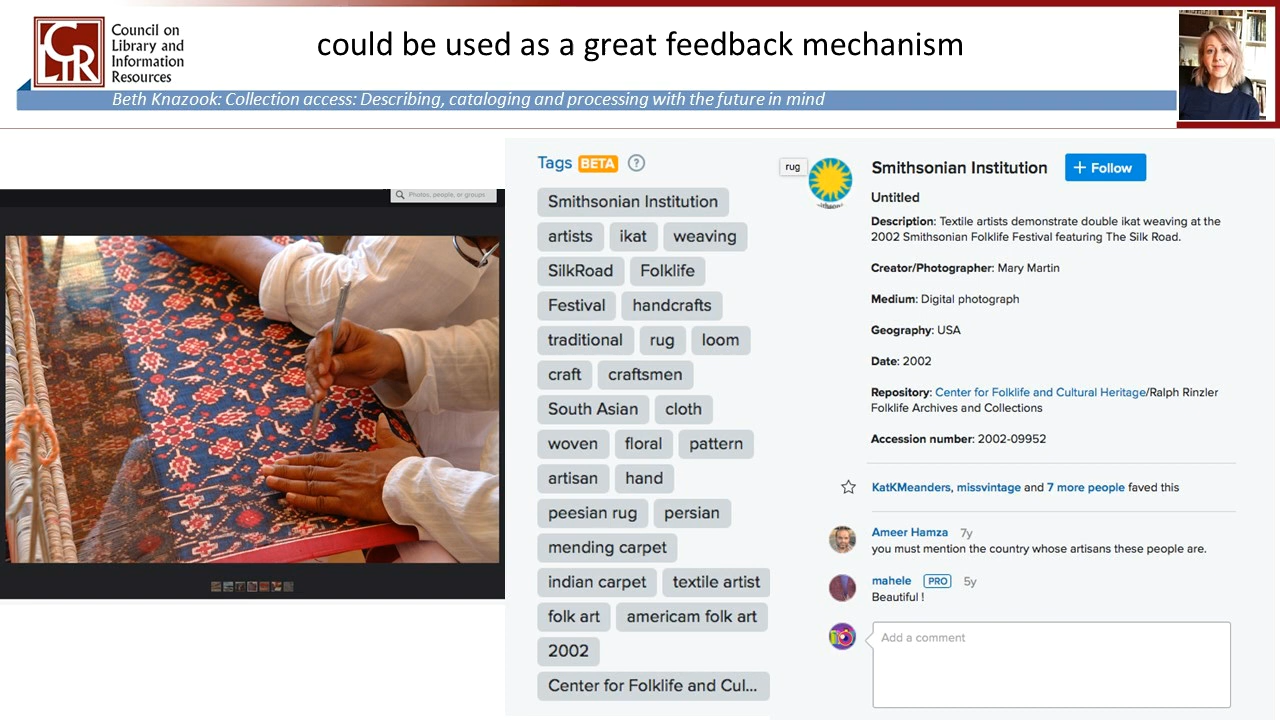 CLIR
Council on
Library and
Information
Resources
could be used as a great feedback mechanism
Beth Knazook: Collection access: Describing, cataloging and processing with the future in mind
Photos, people, or groups
Tags BETA ?
Smithsonian Institution
artists ikat weaving
SilkRoad Folklife
Festival handcrafts
traditional rug loom
craft craftsmen
South Asian cloth
woven floral pattern
artisan hand
peesian rug persian
mending carpet
indian carpet textile artist
folk art americam folk art
2002
Center for Folklife and Cul...
rug
Smithsonian Institution + Follow
Untitled
Description: Textile artists demonstrate double ikat weaving at the
2002 Smithsonian Folklife Festival featuring The Silk Road.
Creator/Photographer: Mary Martin
Medium: Digital photograph
Geography: USA
Date: 2002
Repository: Center for Folklife and Cultural Heritage/Ralph Rinzler
Folklife Archives and Collections
Accession number: 2002-09952
KatKMeanders, missvintage and 7 more people faved this
Ameer Hamza 7y
you must mention the country whose artisans these people are.
mahele PRO 5y
Beautiful !
Add a comment